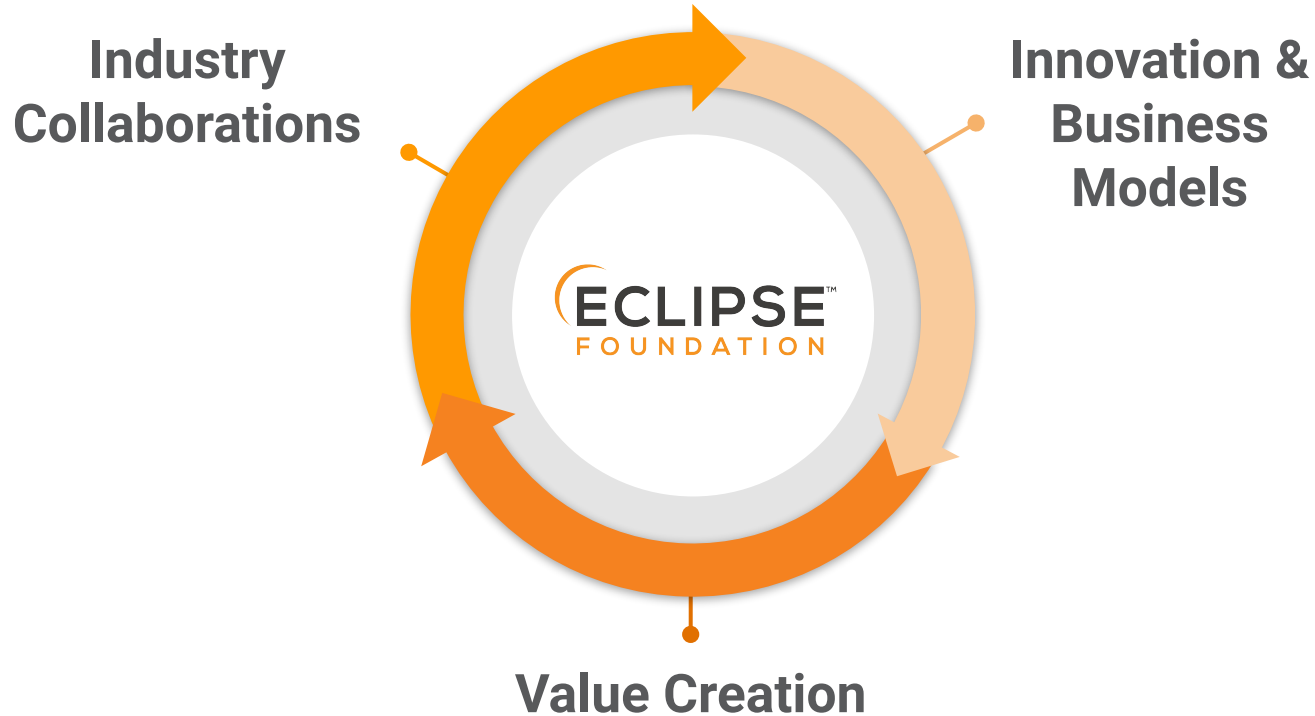 Industry
Collaborations
Innovation &
Business
Models
ECLIPSE™
FOUNDATION
Value Creation